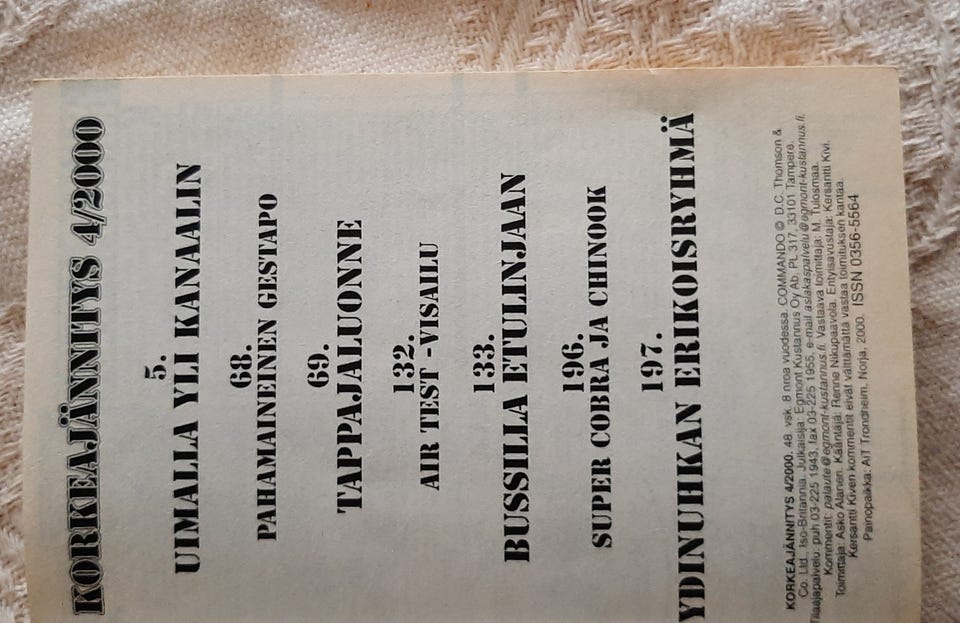 KORKEAJÄNNITYS 4/2000
5.
UIMALLA YLI KANAALIN
68.
PAHAMAINEINEN GESTAPO
69.
TAPPAJALUONNE
132.
AIR TEST -VISAILU
133.
BUSSILLA ETULINJAAN
196.
SUPER COBRA JA CHINOOK
197.
YDINUHKAN ERIKOISRYHMÄ
KORKEAJÄNNITYS 4/2000. 48. vsk. 8 nroa vuodessa. COMMANDO © D.C. Thomson &
Co. Ltd., Iso-Britannia. Julkaisija: Egmont Kustannus Oy Ab, PL 317, 33101 Tampere.
Tilaajapalvelu: puh 03-225 1943, fax 03-225 1955, e-mail asiakaspalvelu@egmont-kustannus.fi.
Kommentit: palaute@egmont-kustannus.fi. Vastaava toimittaja: M. Tulosmaa.
Toimittaja: Asko Alanen. Kääntäjä: Renne Nikupaavola. Erityisavustaja: Kersantti Kivi.
Kersantti Kiven kommentit eivät välttämättä vastaa toimituksen kantaa.
Painopaikka: AIT Trondheim, Norja, 2000. ISSN 0356-5564